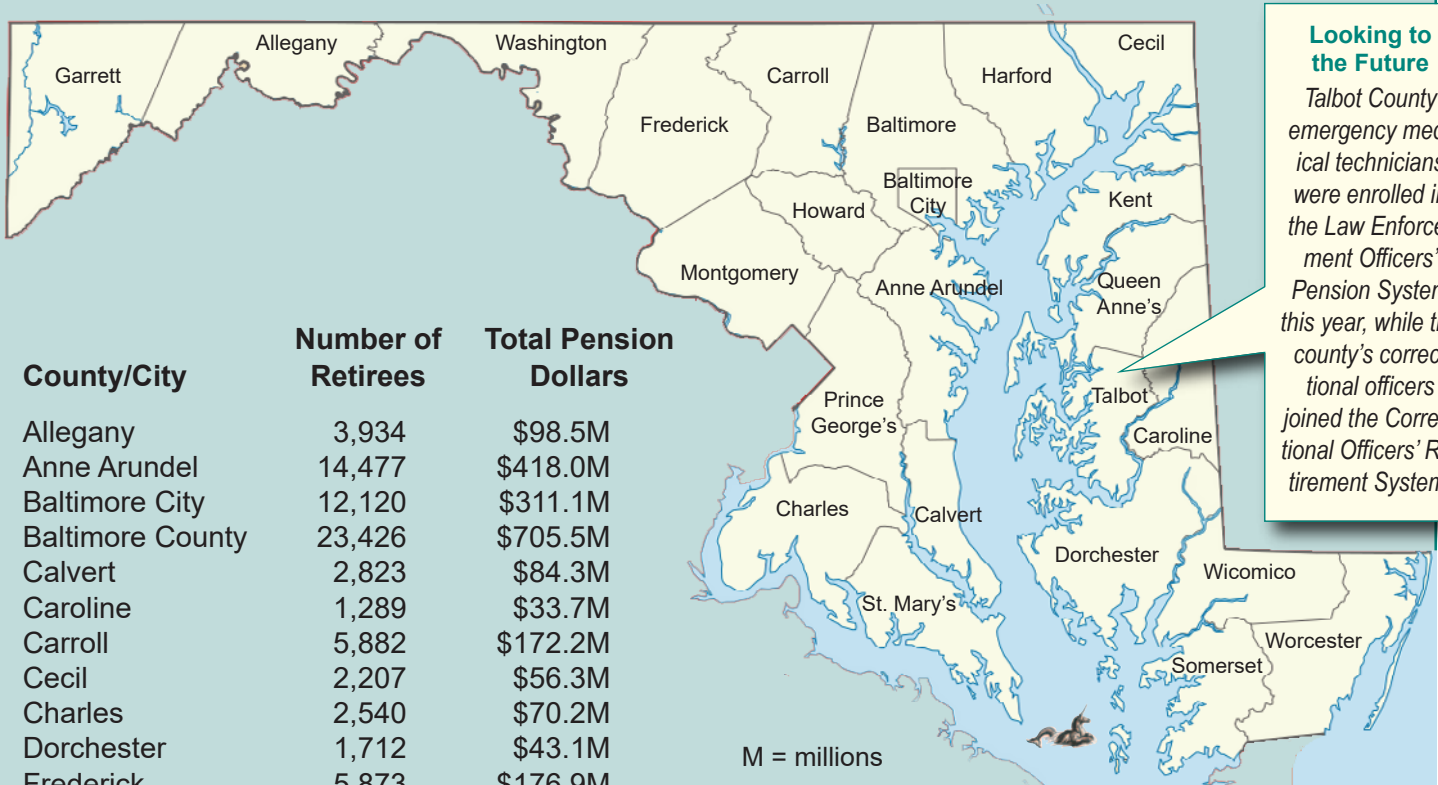 Garrett
Allegany
Washington
Frederick
Carroll
Baltimore
Harford
Cecil
Baltimore
City
Howard
Montgomery
Anne Arundel
Kent
Queen
Anne's
Talbot
Caroline
Prince
George's
Charles
Calvert
St. Mary's
Dorchester
Wicomico
Worcester
Somerset
Looking to
the Future
Talbot County
emergency med
ical technicians
were enrolled i
the Law Enforce
ment Officers'
Pension System
this year, while t
county's correc
tional officers
joined the Corre
tional Officers' R
tirement System
County/City Number of Retirees Total Pension Dollars
Allegany 3,934 $98.5M
Anne Arundel 14,477 $418.0M
Baltimore City 12,120 $311.1M
Baltimore County 23,426 $705.5M
Calvert 2,823 $84.3M
Caroline 1,289 $33.7M
Carroll 5,882 $172.2M
Cecil 2,207 $56.3M
Charles 2,540 $70.2M
Dorchester 1,712 $43.1M
Frederick 5,873 $176.9M
M = millions